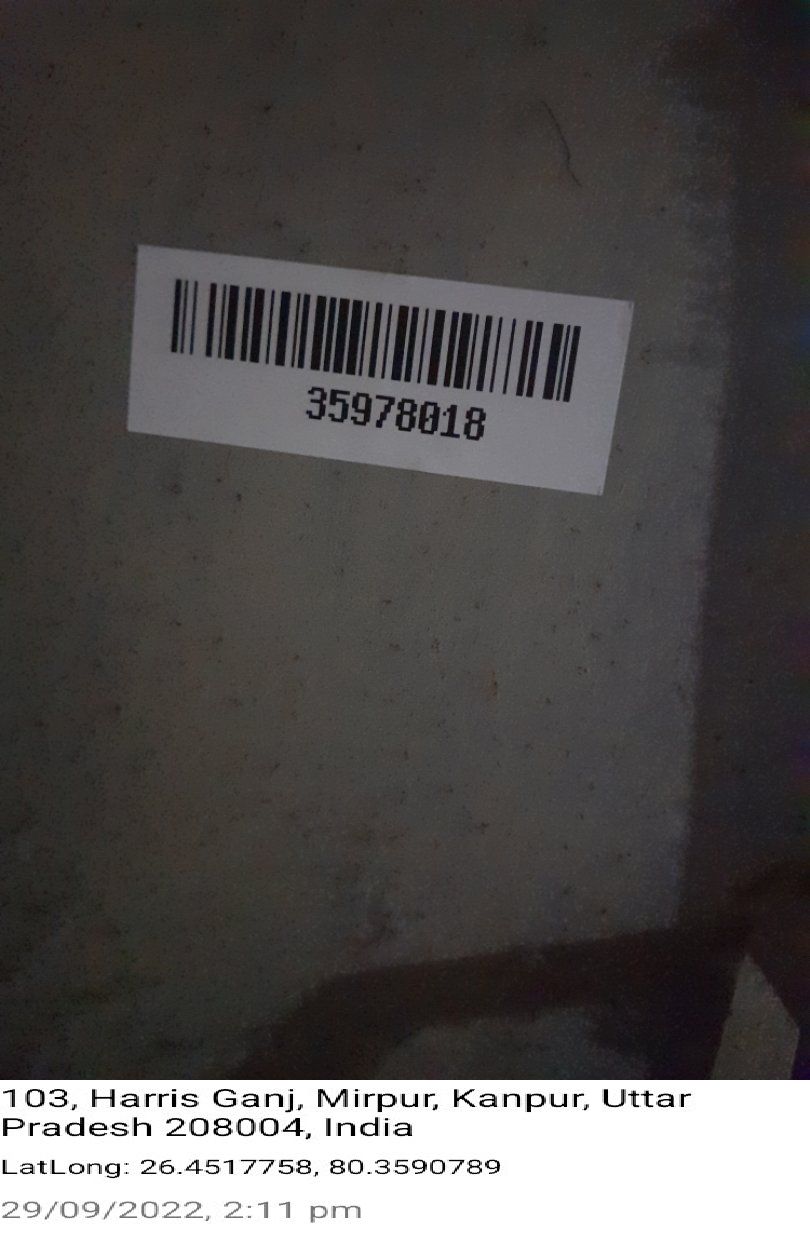 35978018
103, Harris Ganj, Mirpur, Kanpur, Uttar
Pradesh 208004, India
LatLong: 26.4517758, 80.3590789
29/09/2022, 2:11 pm